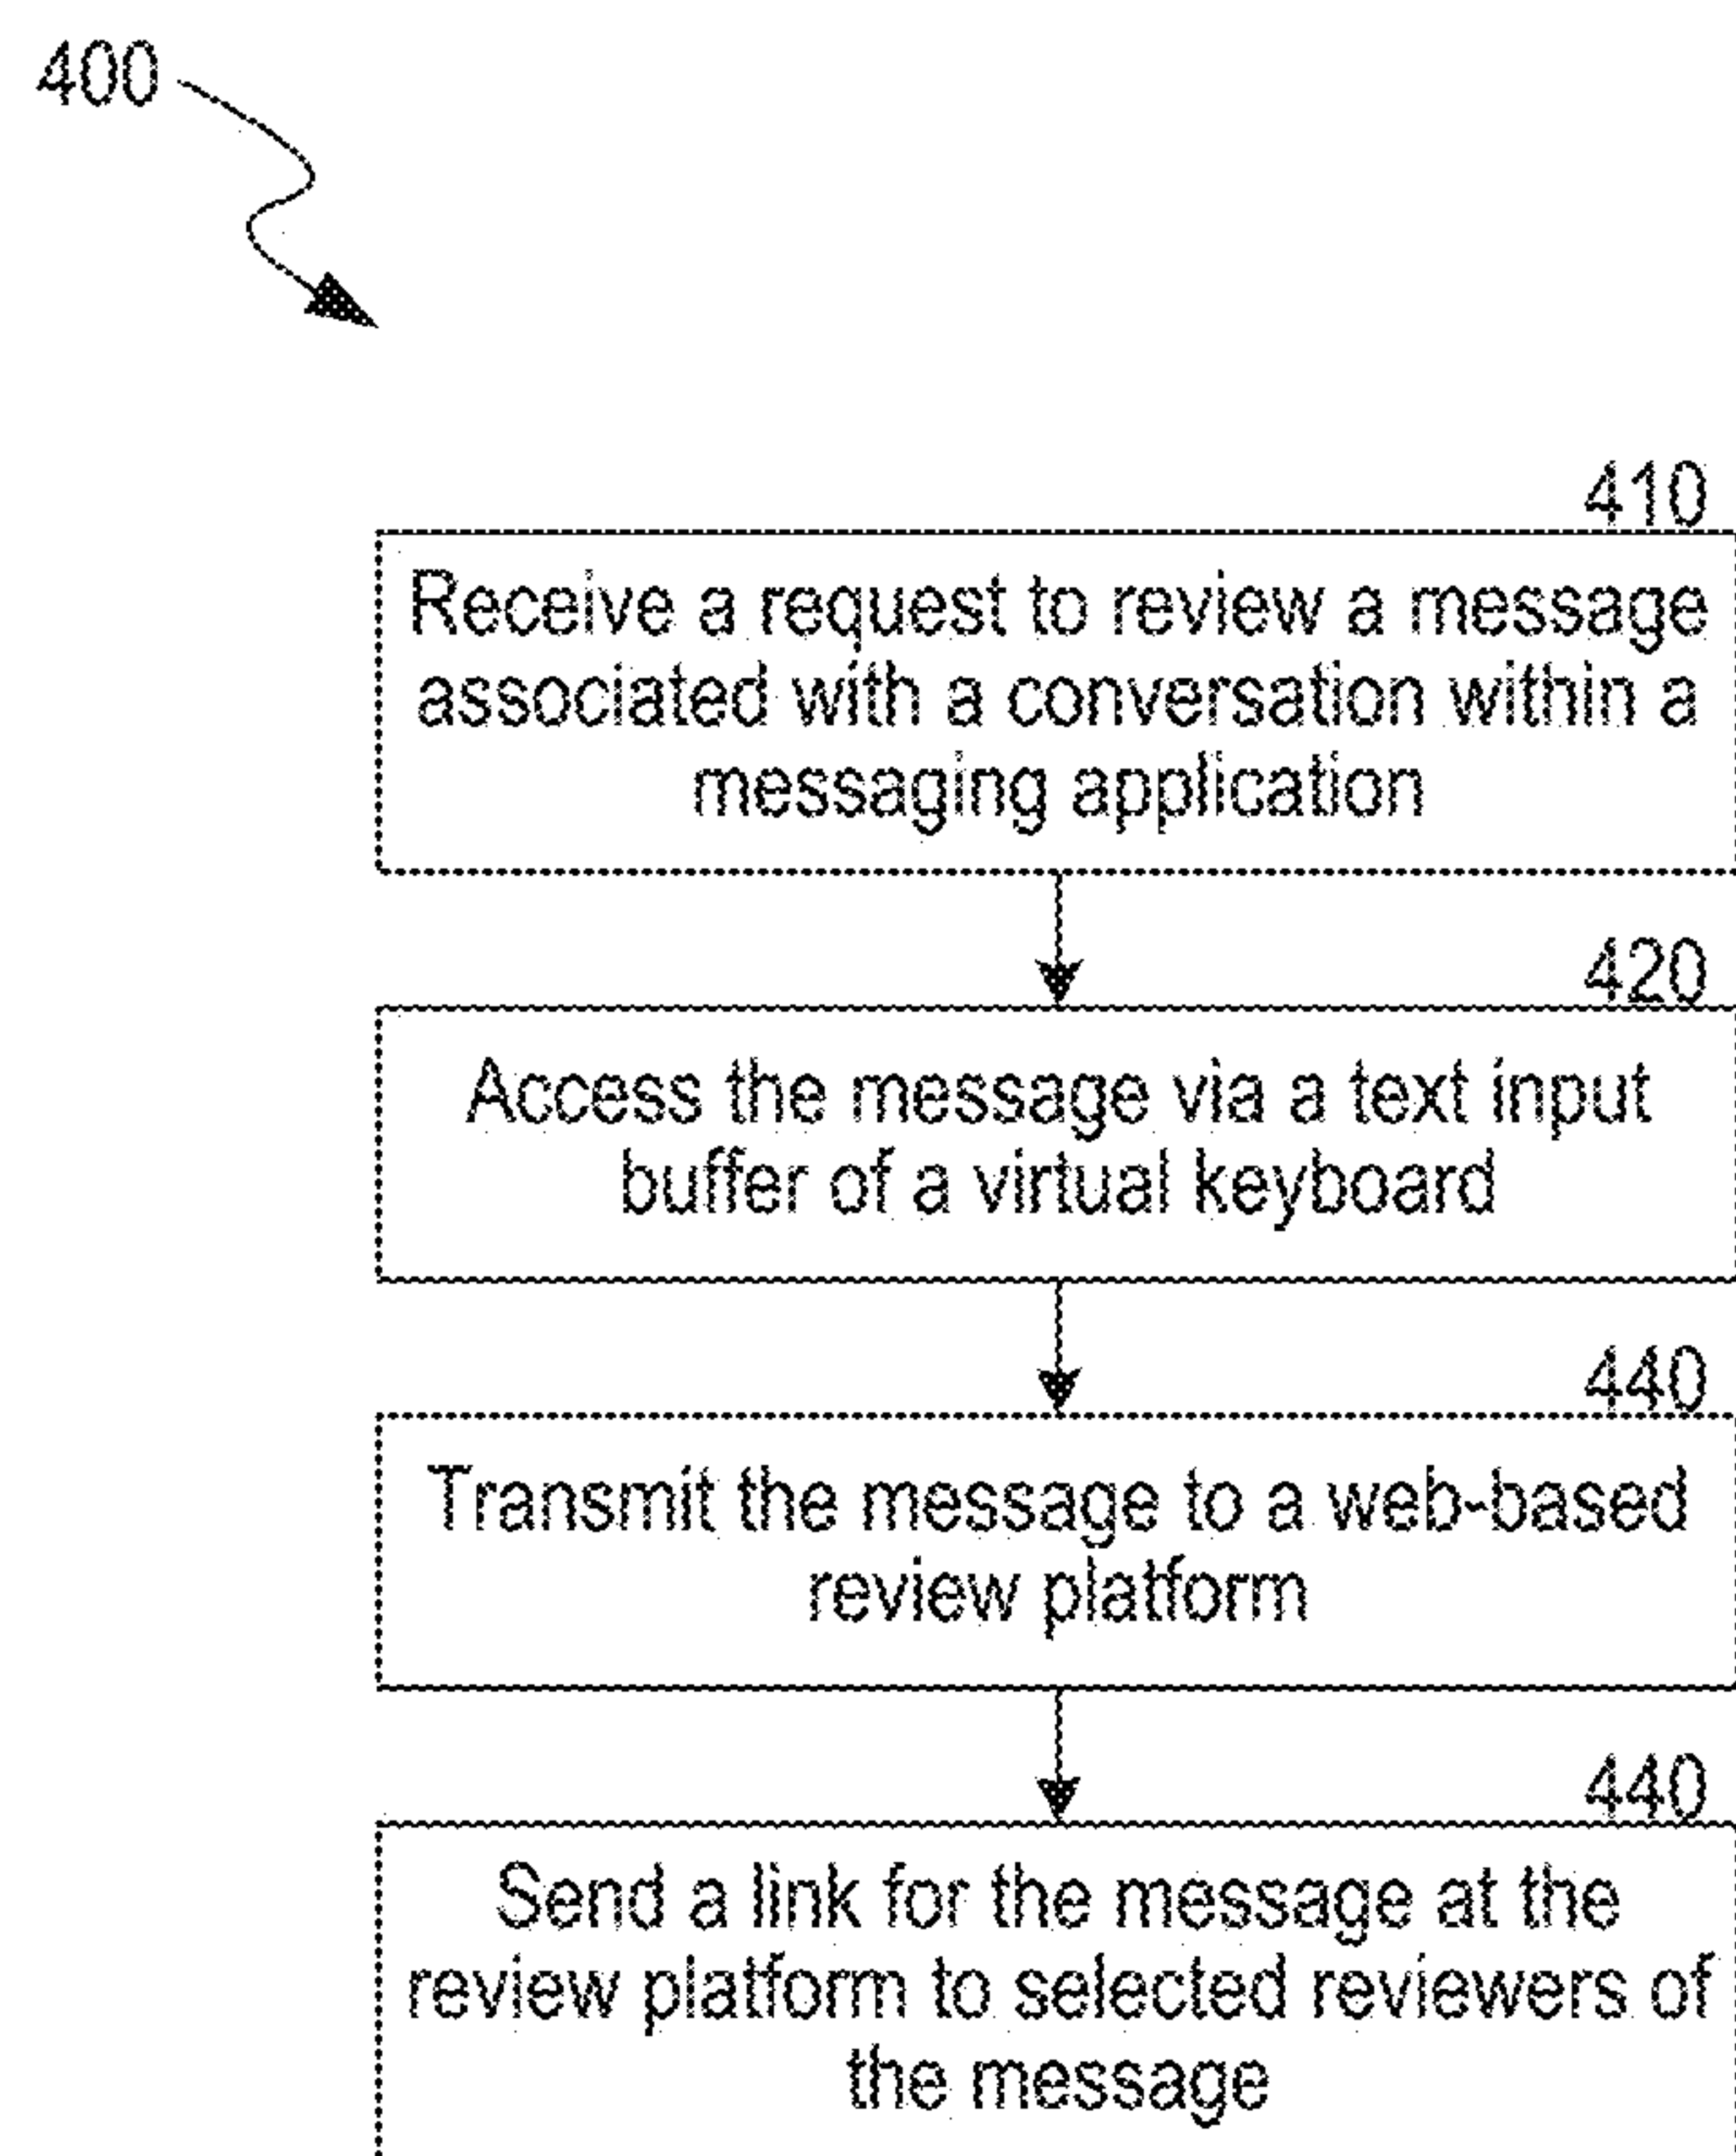 400
410
Receive a request to review a message
associated with a conversation within a
messaging application
420
Access the message via a text input
buffer of a virtual keyboard
440
Transmit the message to a web-based
review platform
440
Send a link for the message at the
review platform to selected reviewers of
the message